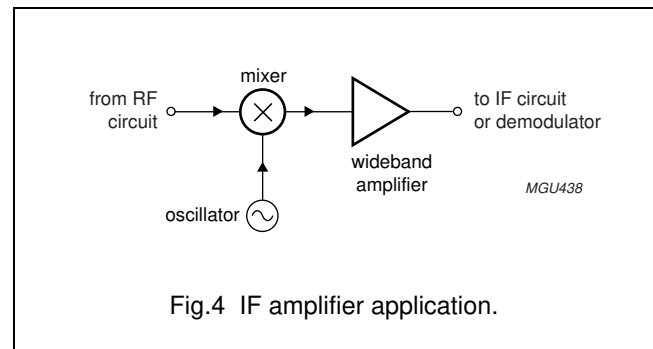 mixer
from RF
circuit
to IF circuit
or demodulator
wideband
amplifier
MGU438
oscillator
Fig.4 IF amplifier application.